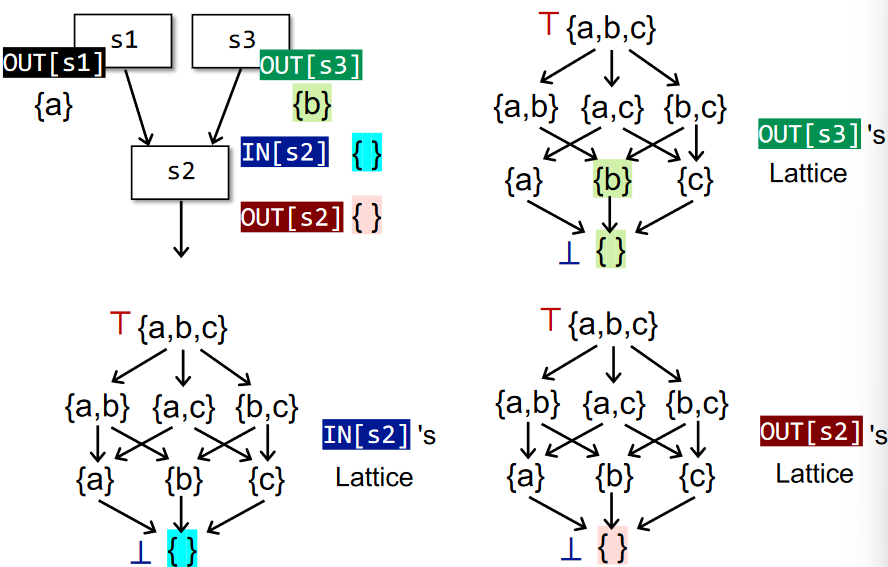 s1 s3
OUT[s1] OUT[s3]
{a} {b}
s2 IN[s2] { }
OUT[s2] { }
⊤ {a,b,c}
{a,b} {a,c} {b,c}
{a} {b} {c}
⊥ { }
OUT[s3] 's
Lattice
⊤ {a,b,c}
{a,b} {a,c} {b,c}
{a} {b} {c}
⊥ { }
IN[s2] 's
Lattice
⊤ {a,b,c}
{a,b} {a,c} {b,c}
{a} {b} {c}
⊥ { }
OUT[s2] 's
Lattice